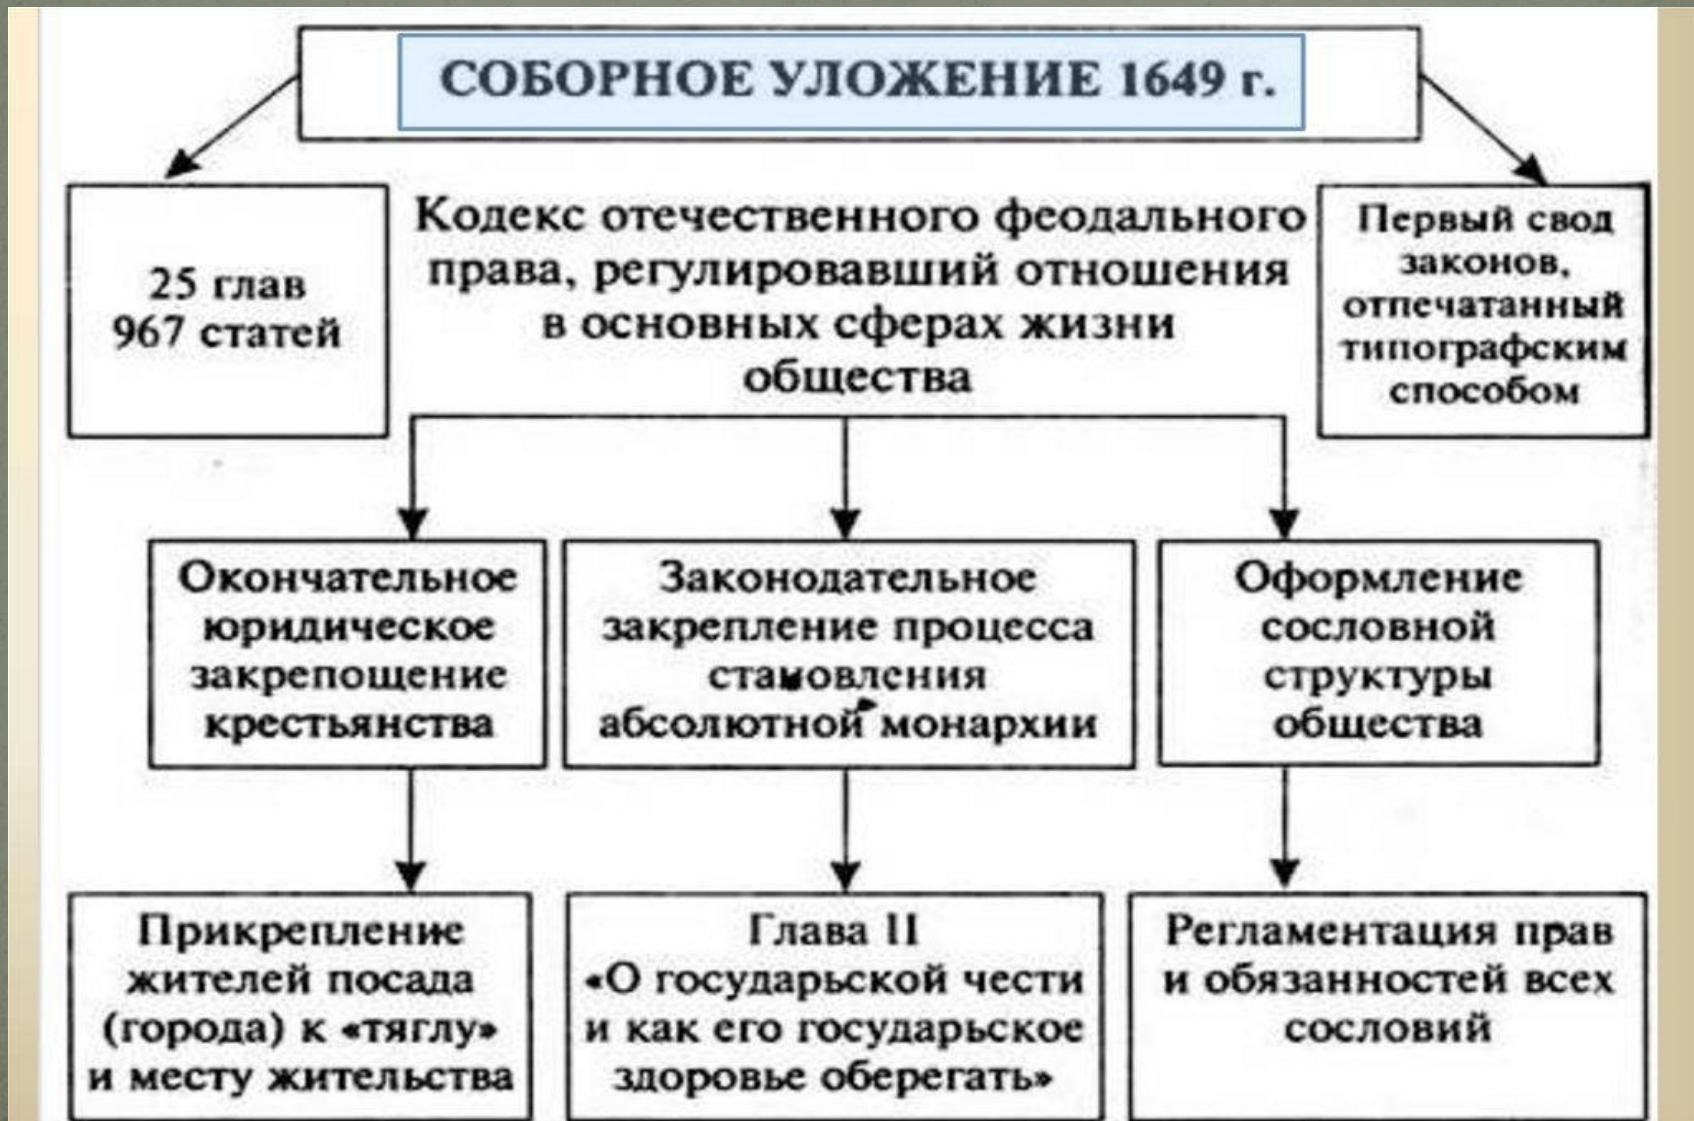 СОБОРНОЕ УЛОЖЕНИЕ 1649 г.
25 глав
967 статей
Кодекс отечественного феодального
права, регулировавший отношения
в основных сферах жизни
общества
Первый свод
законов,
отпечатанный
типографским
способом
Окончательное
юридическое
закрепощение
крестьянства
Законодательное
закрепление процесса
становления
абсолютной монархии
Оформление
сословной
структуры
общества
Прикрепление
жителей посада
(города) к «тяглу»
и месту жительства
Глава II
«О государьской чести
и как его государьское
здоровье оберегать»
Регламентация прав
и обязанностей всех
сословий